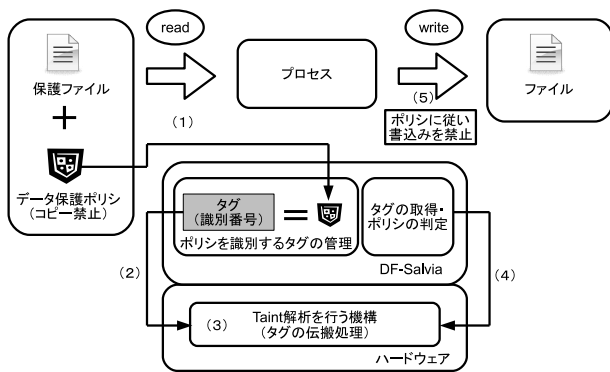 read
write
保護ファイル
プロセス
ファイル
+
(1)
(5)
ポリシに従い
書込みを禁止
データ保護ポリシ
(コピー禁止)
タグ
(識別番号)
=
ポリシを識別するタグの管理
タグの取得・
ポリシの判定
DF-Salvia
(2)
(4)
(3)
Taint解析を行う機構
(タグの伝搬処理)
ハードウェア